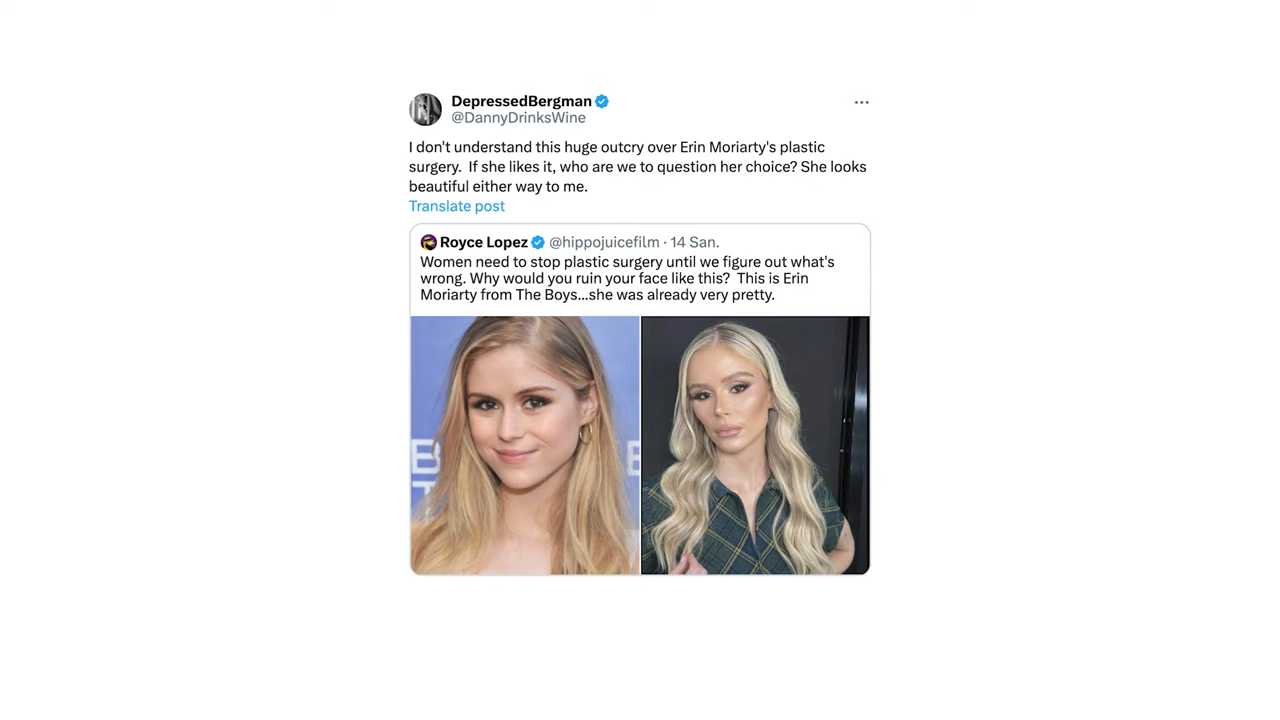 DepressedBergman
@DannyDrinksWine
I don't understand this huge outcry over Erin Moriarty's plastic
surgery.  If she likes it, who are we to question her choice? She looks
beautiful either way to me.
Translate post
Royce Lopez @hippojuicefilm · 14 San.
Women need to stop plastic surgery until we figure out what's
wrong. Why would you ruin your face like this?  This is Erin
Moriarty from The Boys...she was already very pretty.